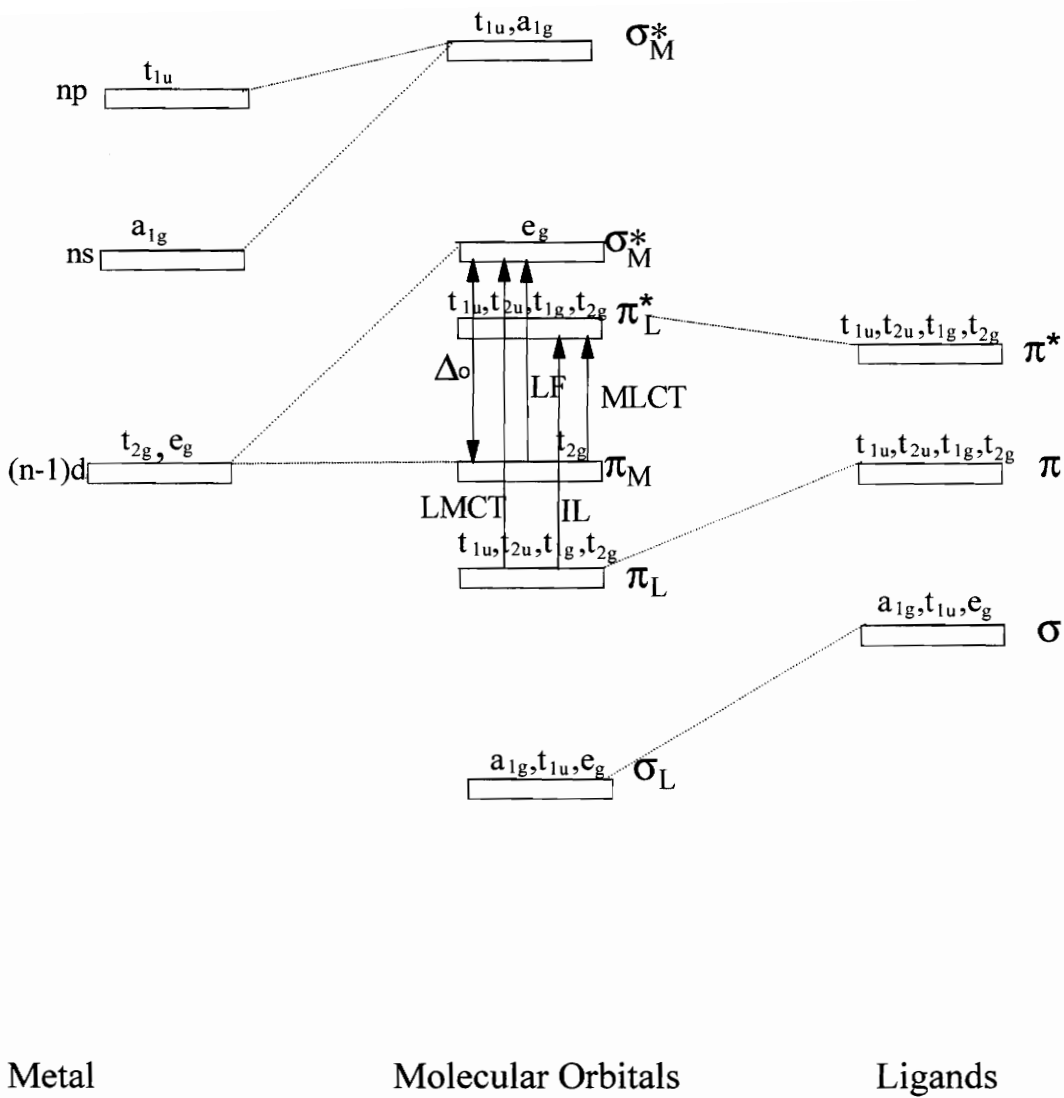 t1u,a1g σ*M
t1u
np
a1g
ns
eg σ*M
t1u,t2u,t1g,t2g π*L
t1u,t2u,t1g,t2g
π*
Δo
LF
MLCT
t2g,eg
(n-1)d
t2g
πM
t1u,t2u,t1g,t2g
π
LMCT
IL
t1u,t2u,t1g,t2g
πL
a1g,t1u,eg
σ
a1g,t1u,eg σL
Metal Molecular Orbitals Ligands